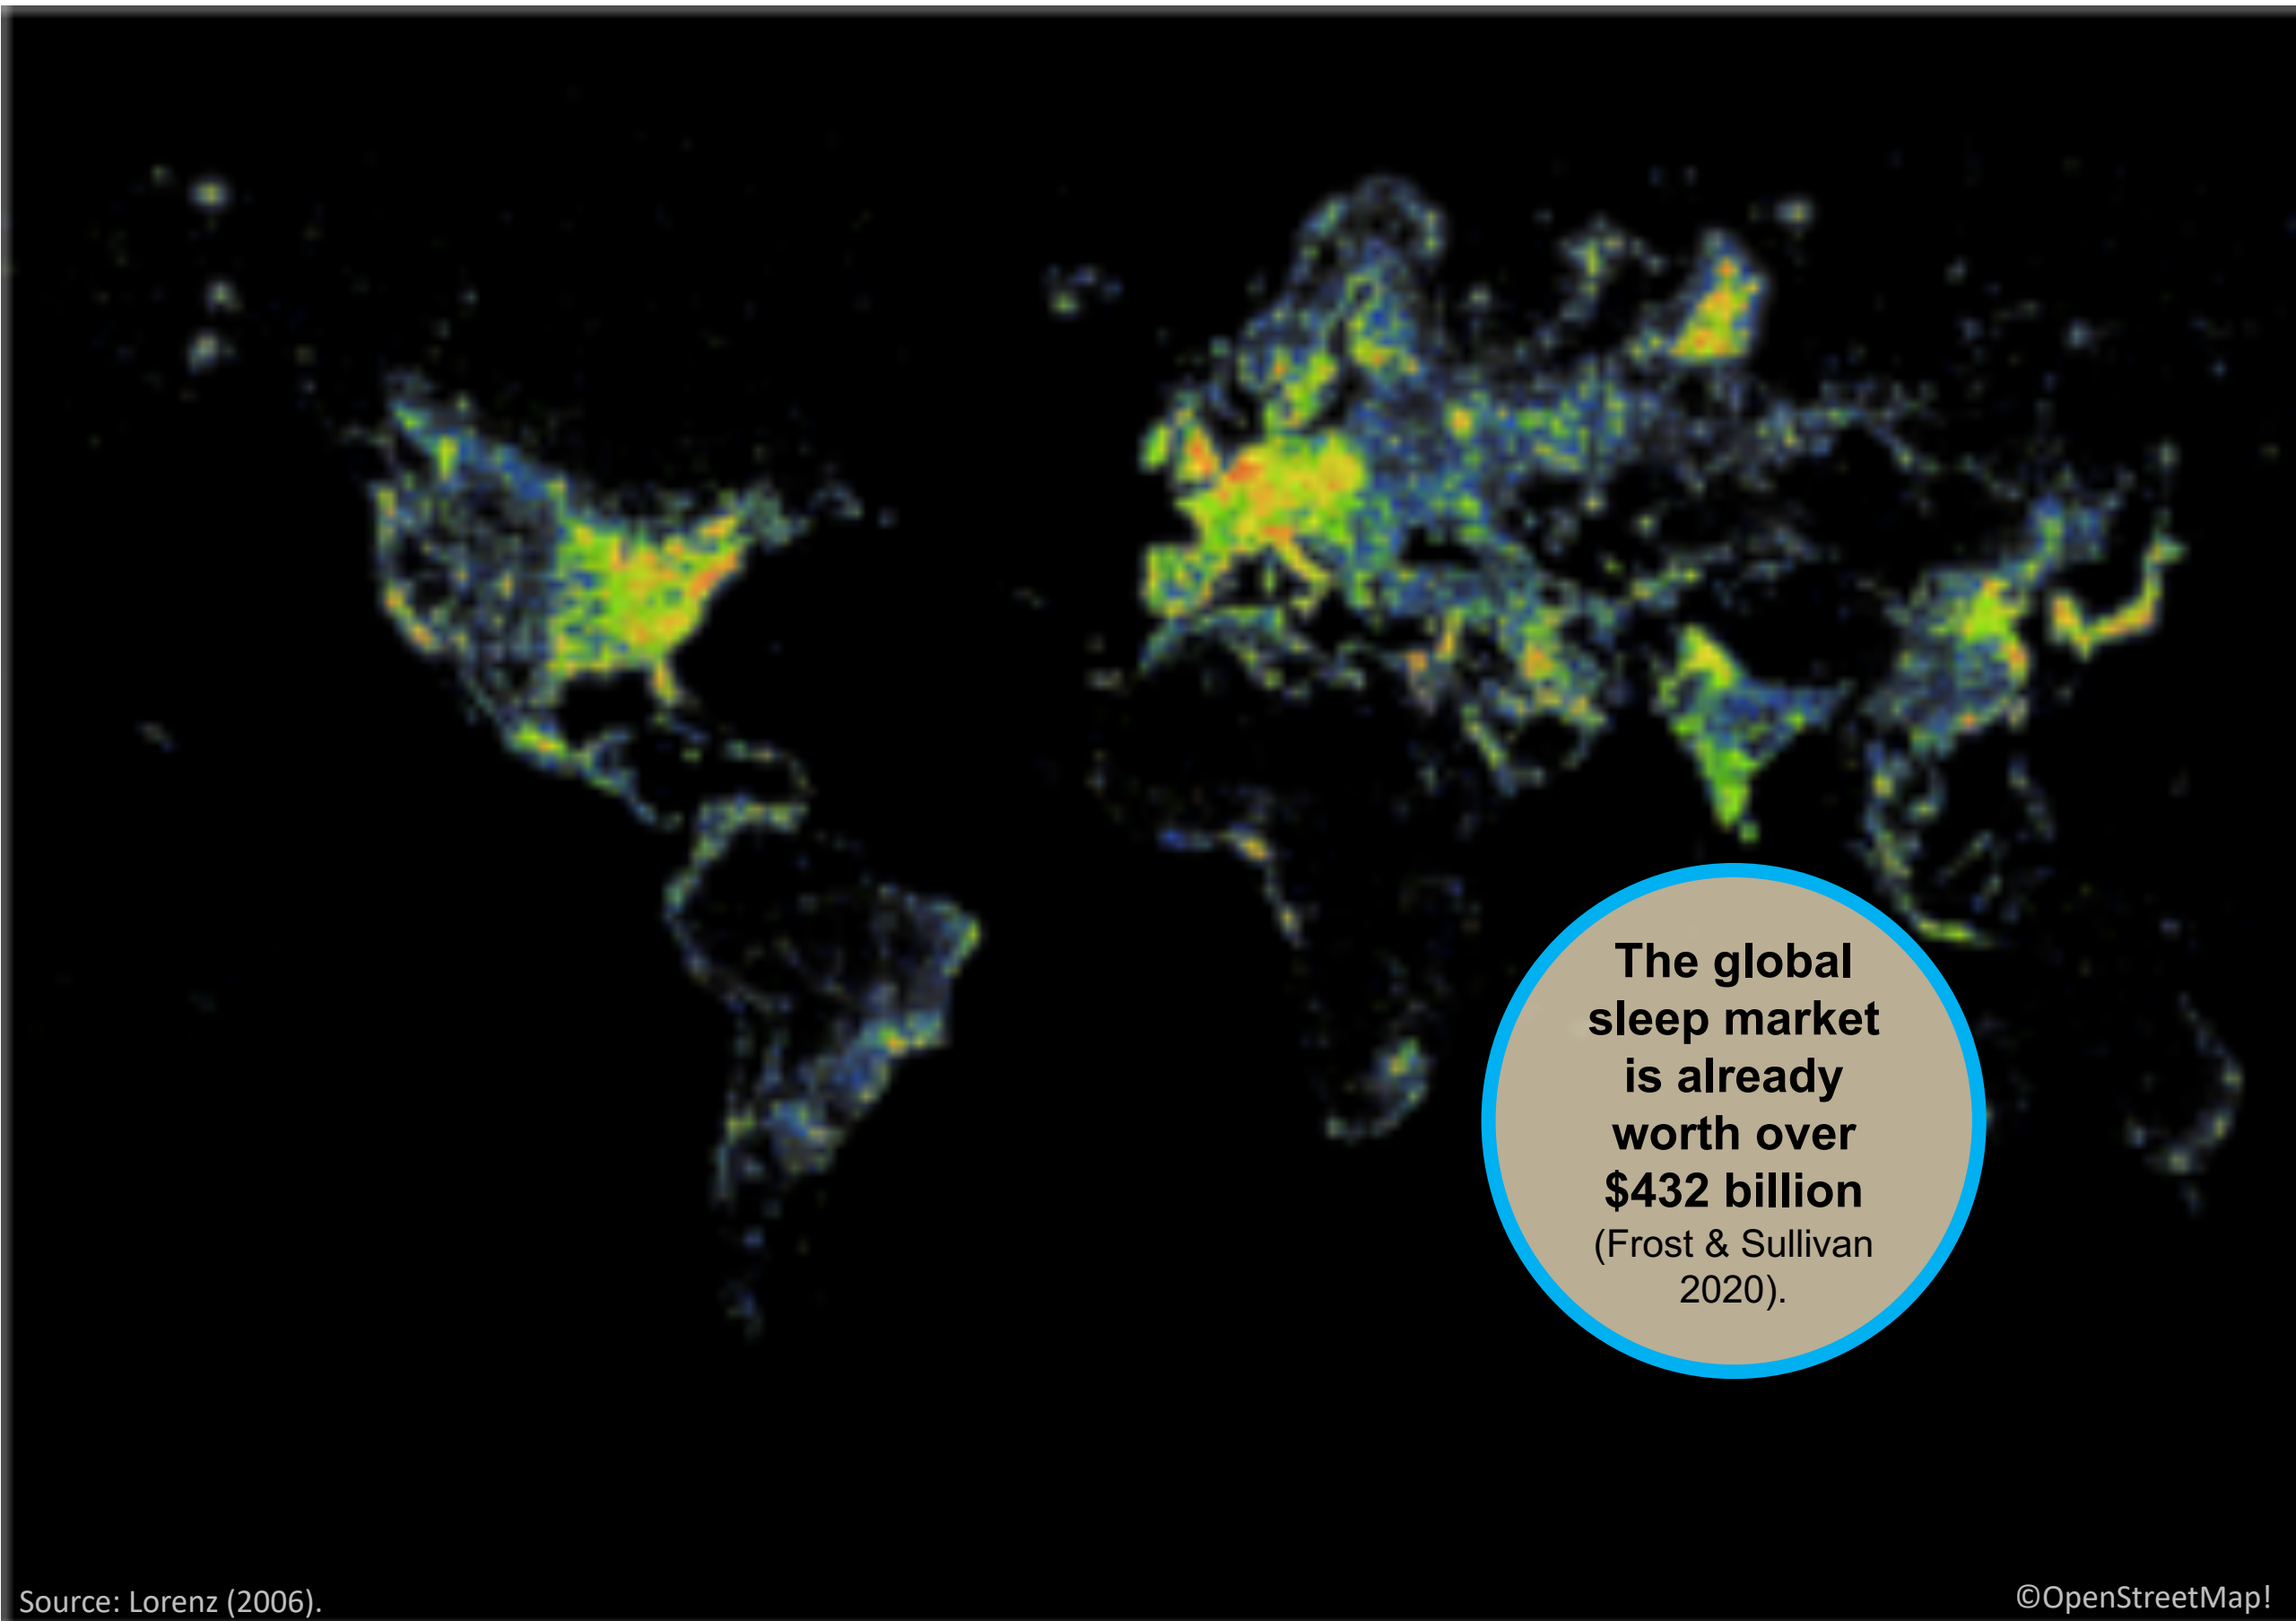 The global
sleep market
is already
worth over
$432 billion
(Frost & Sullivan
2020).
Source: Lorenz (2006).
©OpenStreetMap!